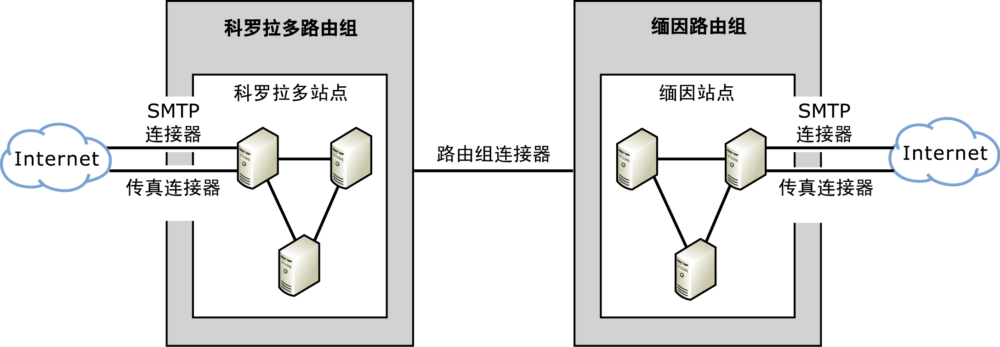 科罗拉多路由组
缅因路由组
科罗拉多站点
缅因站点
SMTP
连接器
SMTP
连接器
Internet
路由组连接器
Internet
传真连接器
传真连接器